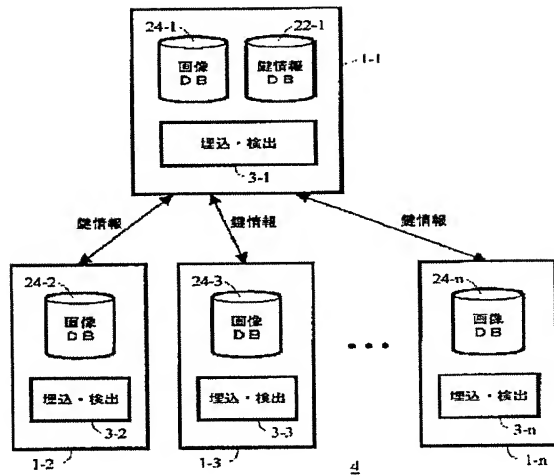 24-1
22-1
1-1
画像
DB
鍵情報
DB
埋込・検出
3-1
鍵情報
鍵情報
鍵情報
24-2
24-3
24-n
画像
DB
画像
DB
画像
DB
• • •
埋込・検出
埋込・検出
埋込・検出
3-2
3-3
3-n
1-2
1-3
4
1-n